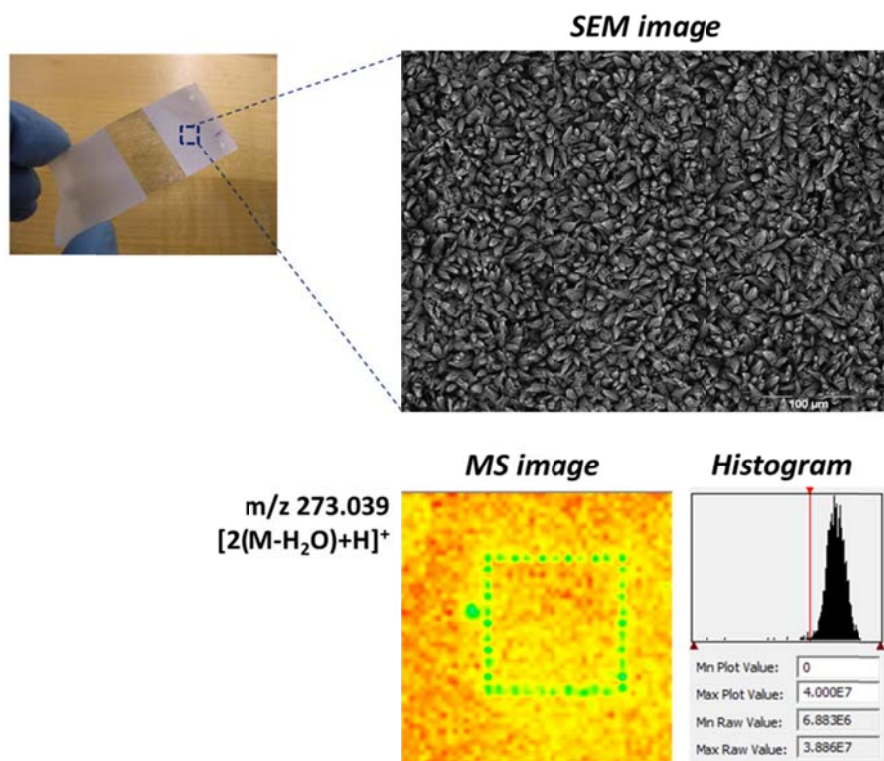 SEM image
100 µm
MS image
Histogram
m/z 273.039
[2(M-H₂O)+H]⁺
Mn Plot Value: 0
Max Plot Value: 4.000E7
Mn Raw Value: 6.883E6
Max Raw Value: 3.886E7